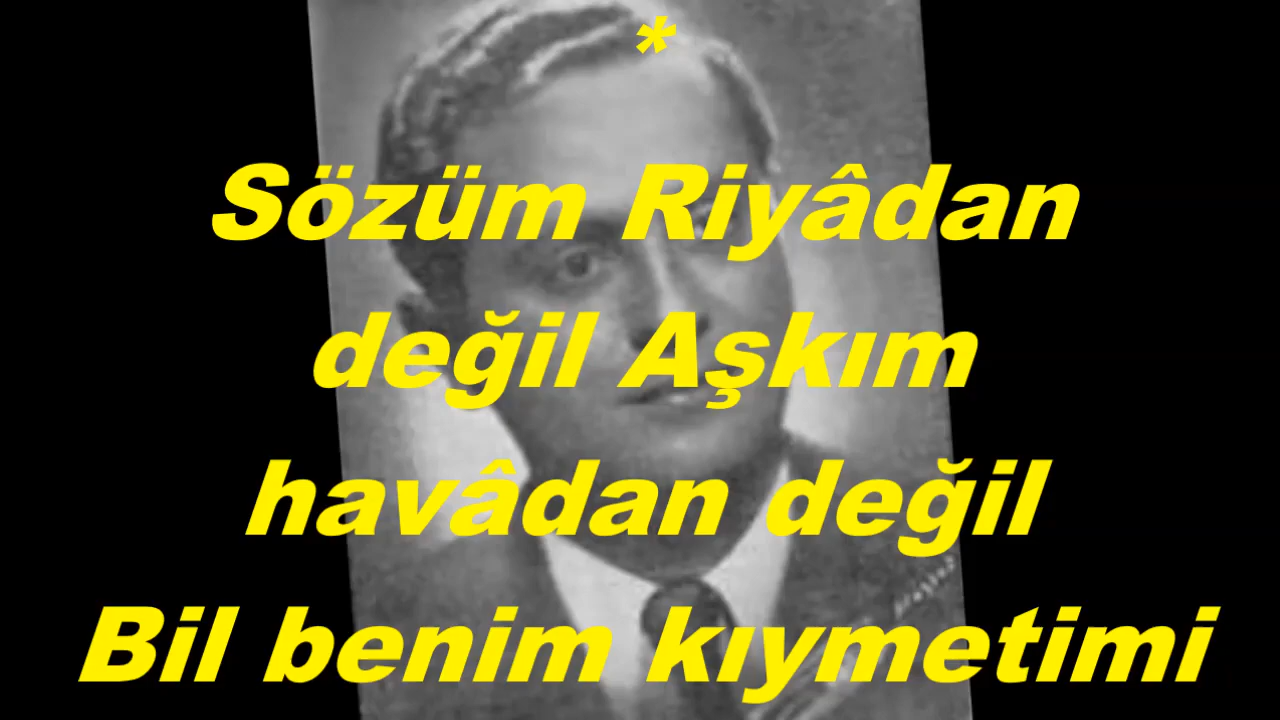 *
Sözüm Riyâdan
değil Aşkım
havâdan değil
Bil benim kıymetimi